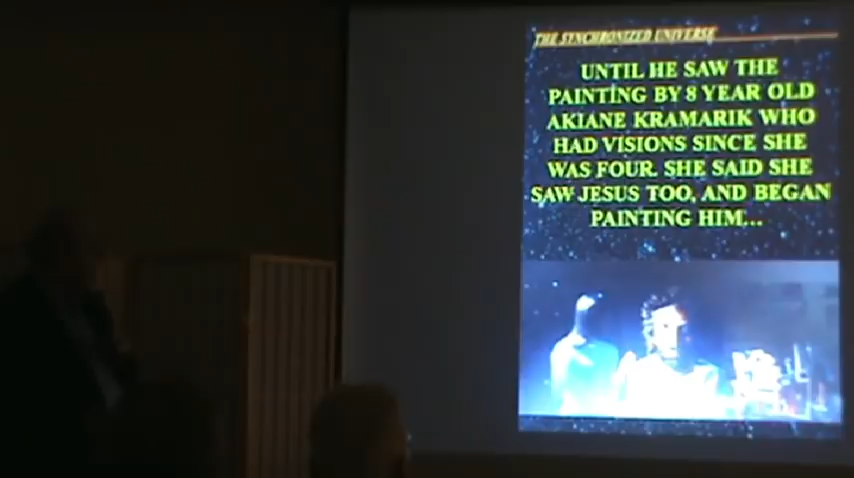 THE SYNCHRONIZED UNIVERSE
UNTIL HE SAW THE
PAINTING BY 8 YEAR OLD
AKIANE KRAMARIK WHO
HAD VISIONS SINCE SHE
WAS FOUR. SHE SAID SHE
SAW JESUS TOO, AND BEGAN
PAINTING HIM...